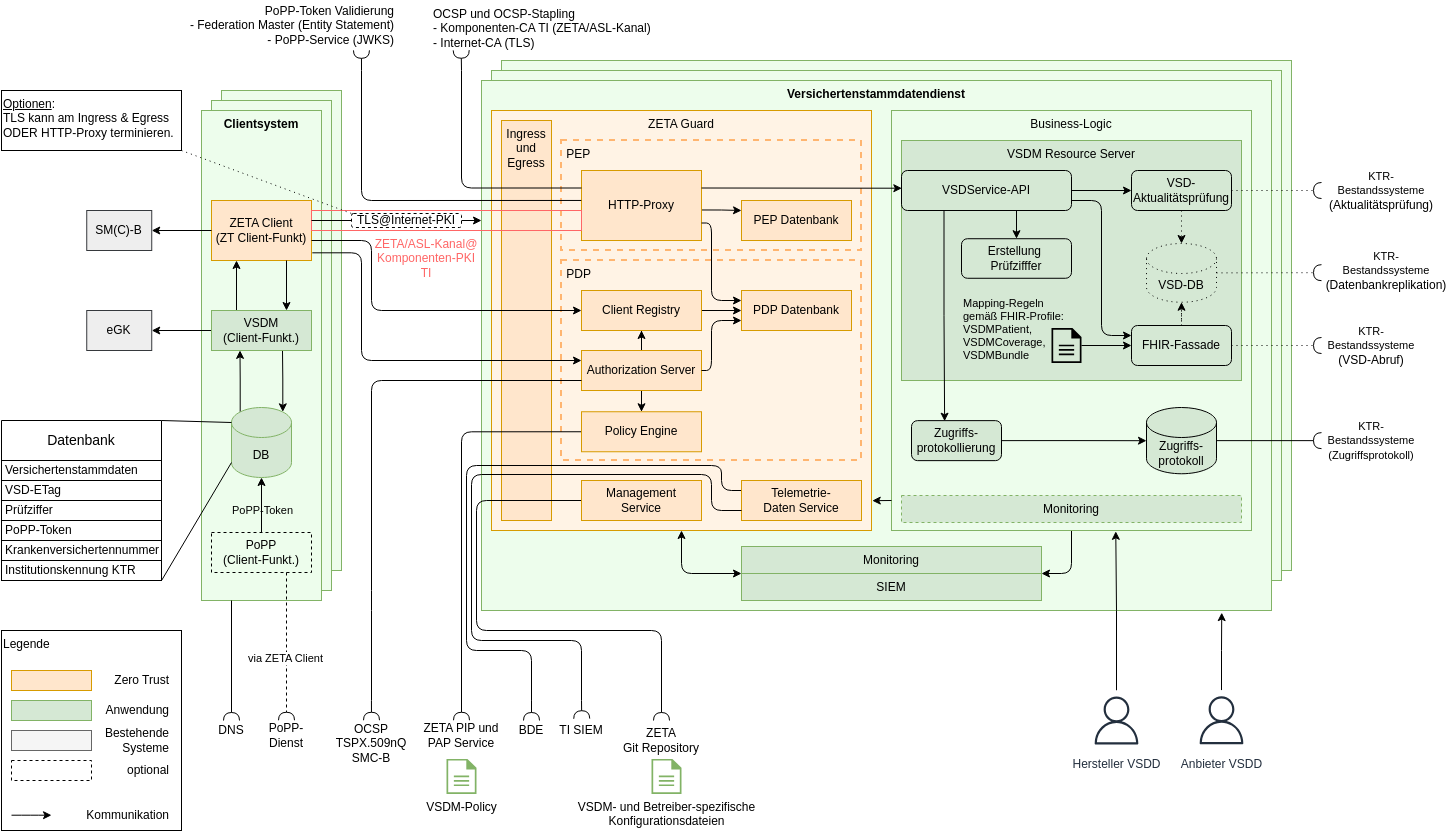 PoPP-Token Validierung
- Federation Master (Entity Statement)
- PoPP-Service (JWKS)
OCSP und OCSP-Stapling
- Komponenten-CA TI (ZETA/ASL-Kanal)
- Internet-CA (TLS)
Optionen:
TLS kann am Ingress & Egress
ODER HTTP-Proxy terminieren.
Clientsystem
ZETA Client
(ZT Client-Funkt)
SM(C)-B
eGK
VSDM
(Client-Funkt.)
DB
PoPP-Token
PoPP
(Client-Funkt.)
Datenbank
Versichertenstammdaten
VSD-ETag
Prüfziffer
PoPP-Token
Krankenversichertennummer
Institutionskennung KTR
TLS@Internet-PKI
ZETA/ASL-Kanal@
Komponenten-PKI
TI
Versichertenstammdatendienst
ZETA Guard
Ingress
und
Egress
PEP
HTTP-Proxy
PEP Datenbank
PDP
Client Registry
PDP Datenbank
Authorization Server
Policy Engine
Management
Service
Telemetrie-
Daten Service
Business-Logic
VSDM Resource Server
VSDService-API
VSD-
Aktualitätsprüfung
Erstellung
Prüfzifffer
VSD-DB
Mapping-Regeln
gemäß FHIR-Profile:
VSDMPatient,
VSDMCoverage,
VSDMBundle
FHIR-Fassade
Zugriffs-
protokollierung
Zugriffs-
protokoll
Monitoring
Monitoring
SIEM
KTR-
Bestandssysteme
(Aktualitätsprüfung)
KTR-
Bestandssysteme
(Datenbankreplikation)
KTR-
Bestandssysteme
(VSD-Abruf)
KTR-
Bestandssysteme
(Zugriffsprotokoll)
Legende
Zero Trust
Anwendung
Bestehende
Systeme
optional
Kommunikation
via ZETA Client
DNS
PoPP-
Dienst
OCSP
TSPX.509nQ
SMC-B
ZETA PIP und
PAP Service
VSDM-Policy
BDE
TI SIEM
ZETA
Git Repository
VSDM- und Betreiber-spezifische
Konfigurationsdateien
Hersteller VSDD
Anbieter VSDD